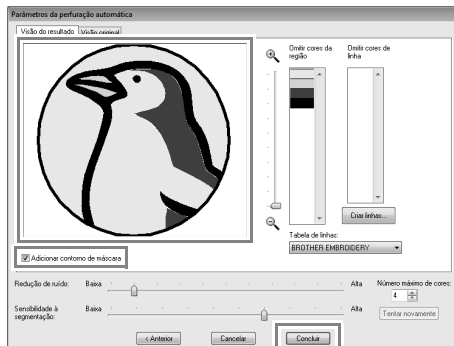 Parâmetros da perfuração automática
Visão do resultado Visão original
Omitir cores da região
Omitir cores de linha
Criar linhas...
Tabela de linhas:
BROTHER EMBROIDERY
Adicionar contorno de máscara
Redução de ruído: Baixa Alta
Número máximo de cores:
4
Sensibilidade à segmentação: Baixa Alta
Tentar novamente
< Anterior Cancelar Concluir